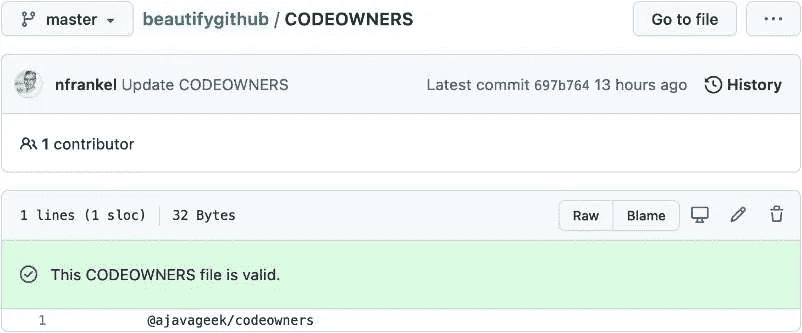 master beautifygithub / CODEOWNERS Go to file ...
nfrankel Update CODEOWNERS Latest commit 697b764 13 hours ago History
1 contributor
1 lines (1 sloc) 32 Bytes Raw Blame
This CODEOWNERS file is valid.
1 @ajavageek/codeowners